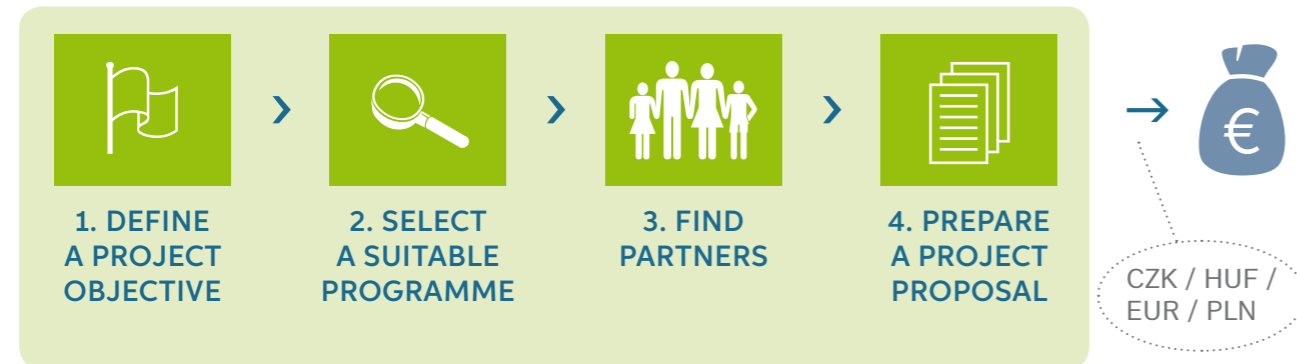 1. DEFINE
A PROJECT
OBJECTIVE
2. SELECT
A SUITABLE
PROGRAMME
3. FIND
PARTNERS
4. PREPARE
A PROJECT
PROPOSAL
€
CZK / HUF /
EUR / PLN